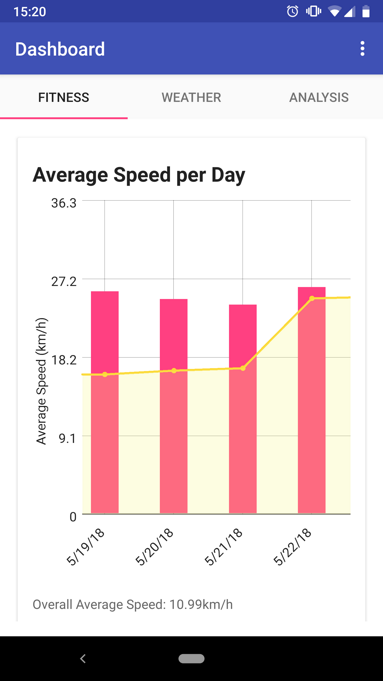 15:20
Dashboard
FITNESS WEATHER ANALYSIS
Average Speed per Day
36.3
27.2
18.2
9.1
0
Average Speed (km/h)
5/19/18 5/20/18 5/21/18 5/22/18
Overall Average Speed: 10.99km/h